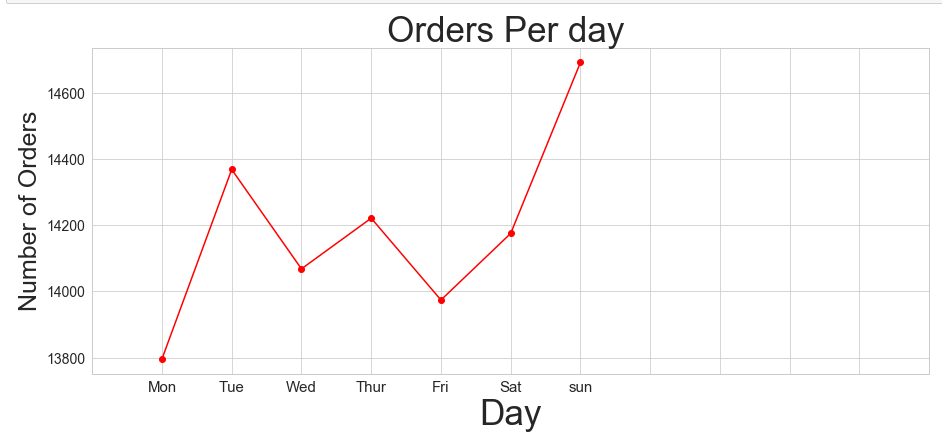 Orders Per day
Number of Orders
14600
14400
14200
14000
13800
Mon Tue Wed Thur Fri Sat sun
Day